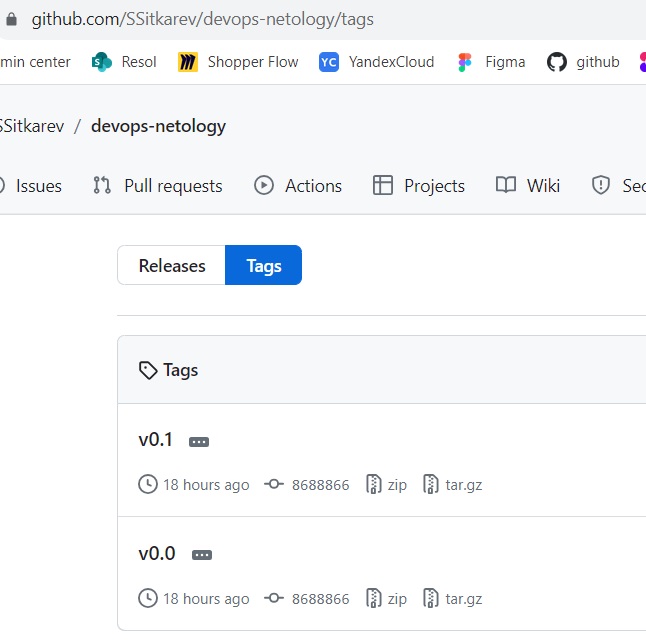 github.com/SSitkarev/devops-netology/tags
min center Resol Shopper Flow YC YandexCloud Figma github
SSitkarev / devops-netology
Issues Pull requests Actions Projects Wiki Sec
Releases Tags
Tags
v0.1
18 hours ago 8688866 zip tar.gz
v0.0
18 hours ago 8688866 zip tar.gz